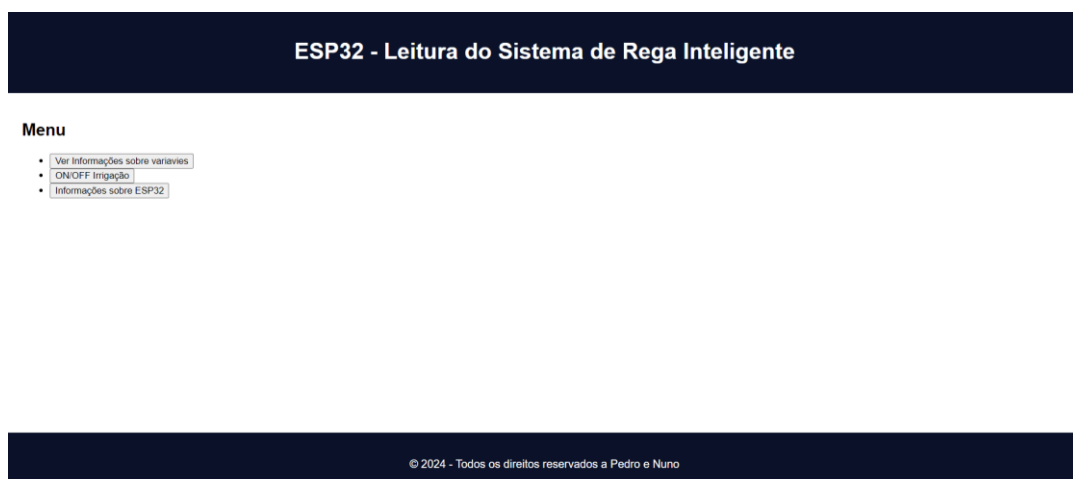 ESP32 - Leitura do Sistema de Rega Inteligente
Menu
Ver Informações sobre variavies
ON/OFF Irrigação
Informações sobre ESP32
© 2024 - Todos os direitos reservados a Pedro e Nuno